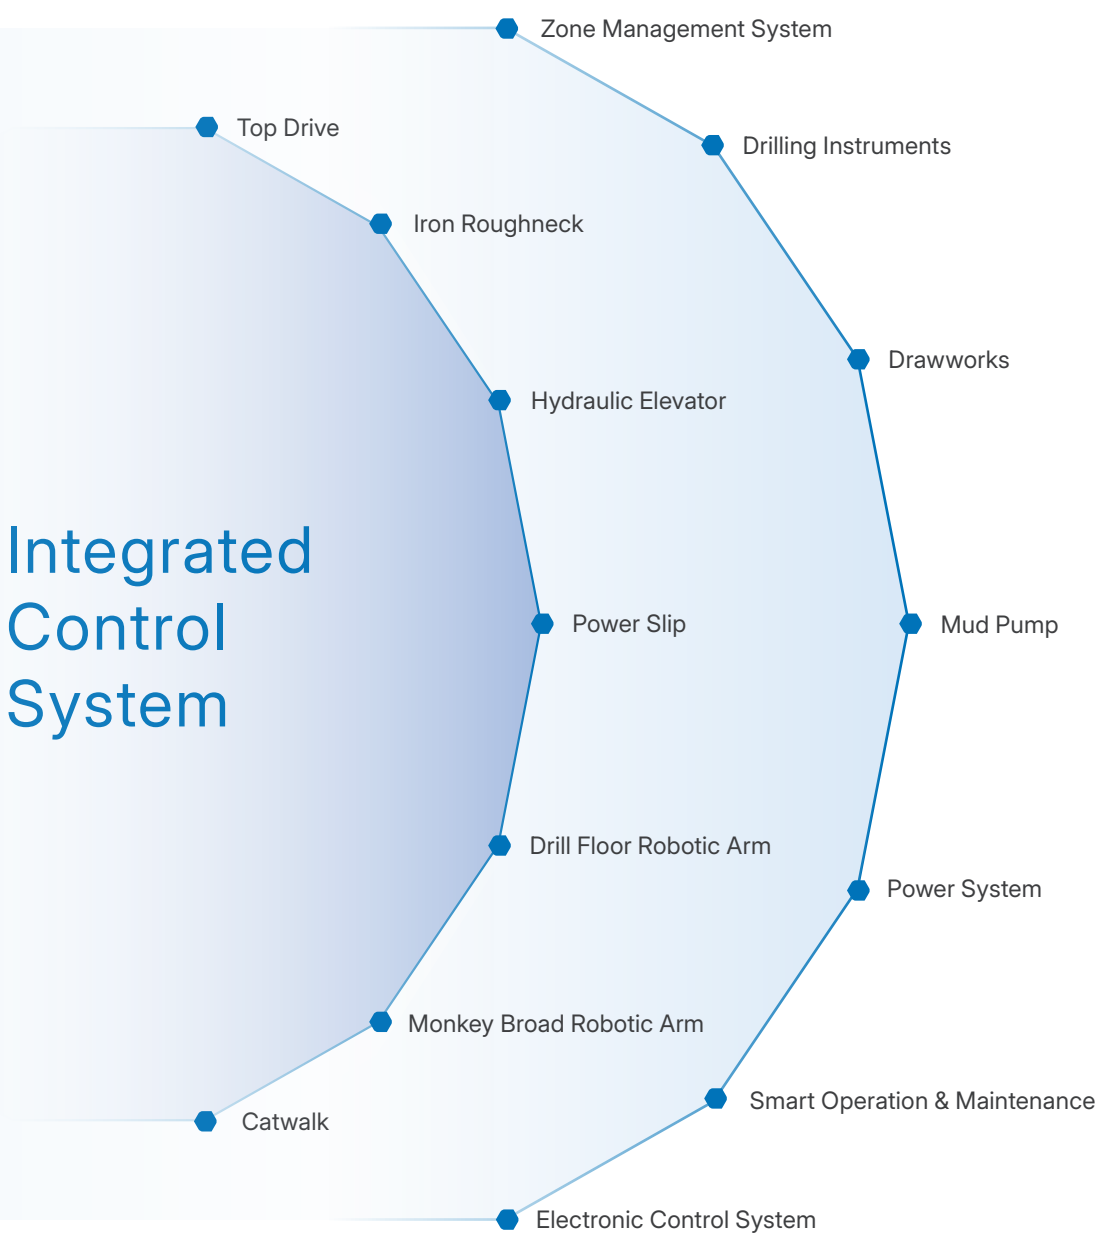 Zone Management System
Top Drive
Drilling Instruments
Iron Roughneck
Drawworks
Hydraulic Elevator
Integrated
Control
System
Power Slip
Mud Pump
Drill Floor Robotic Arm
Power System
Monkey Broad Robotic Arm
Smart Operation & Maintenance
Catwalk
Electronic Control System